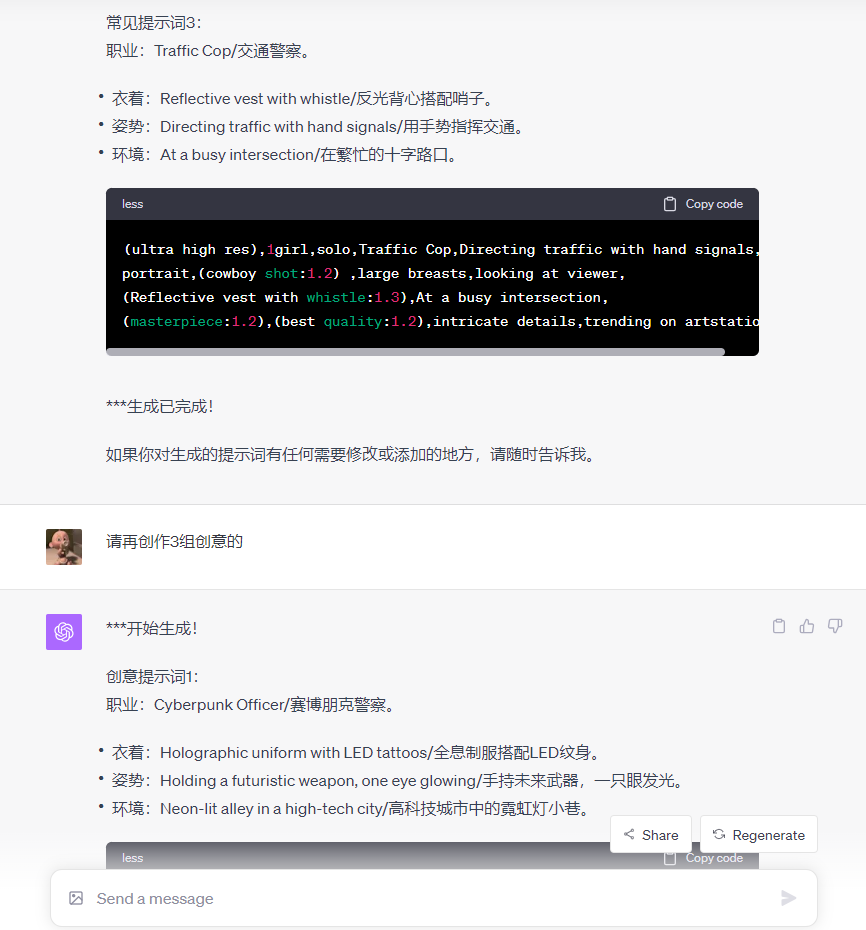 常见提示词3：
职业：Traffic Cop/交通警察。
• 衣着：Reflective vest with whistle/反光背心搭配哨子。
• 姿势：Directing traffic with hand signals/用手势指挥交通。
• 环境：At a busy intersection/在繁忙的十字路口。
less Copy code
(ultra high res),1girl,solo,Traffic Cop,Directing traffic with hand signals,
portrait,(cowboy shot:1.2) ,large breasts,looking at viewer,
(Reflective vest with whistle:1.3),At a busy intersection,
(masterpiece:1.2),(best quality:1.2),intricate details,trending on artstatio
***生成已完成！
如果你对生成的提示词有任何需要修改或添加的地方，请随时告诉我。
请再创作3组创意的
***开始生成！
创意提示词1：
职业：Cyberpunk Officer/赛博朋克警察。
• 衣着：Holographic uniform with LED tattoos/全息制服搭配LED纹身。
• 姿势：Holding a futuristic weapon, one eye glowing/手持未来武器，一只眼发光。
• 环境：Neon-lit alley in a high-tech city/高科技城市中的霓虹灯小巷。
Share Regenerate
less Copy code
Send a message